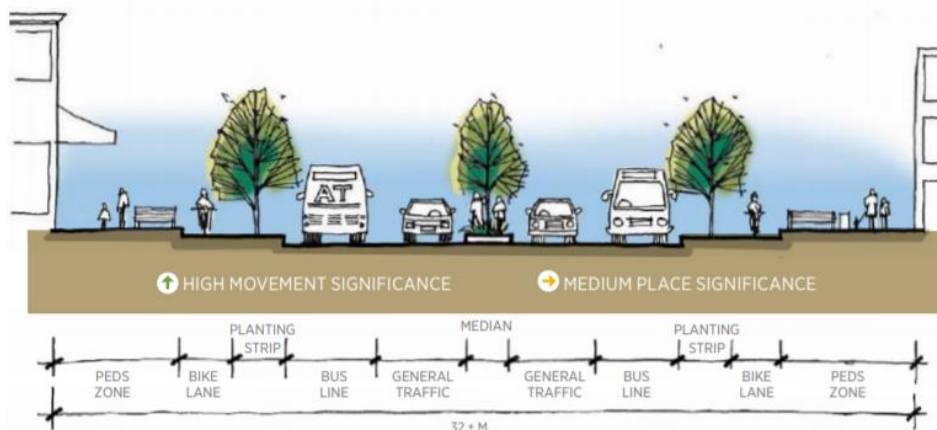 AT
HIGH MOVEMENT SIGNIFICANCE
MEDIUM PLACE SIGNIFICANCE
PLANTING
STRIP
MEDIAN
PLANTING
STRIP
PEDS
ZONE
BIKE
LANE
BUS
LINE
GENERAL
TRAFFIC
GENERAL
TRAFFIC
BUS
LINE
BIKE
LANE
PEDS
ZONE
32 + M